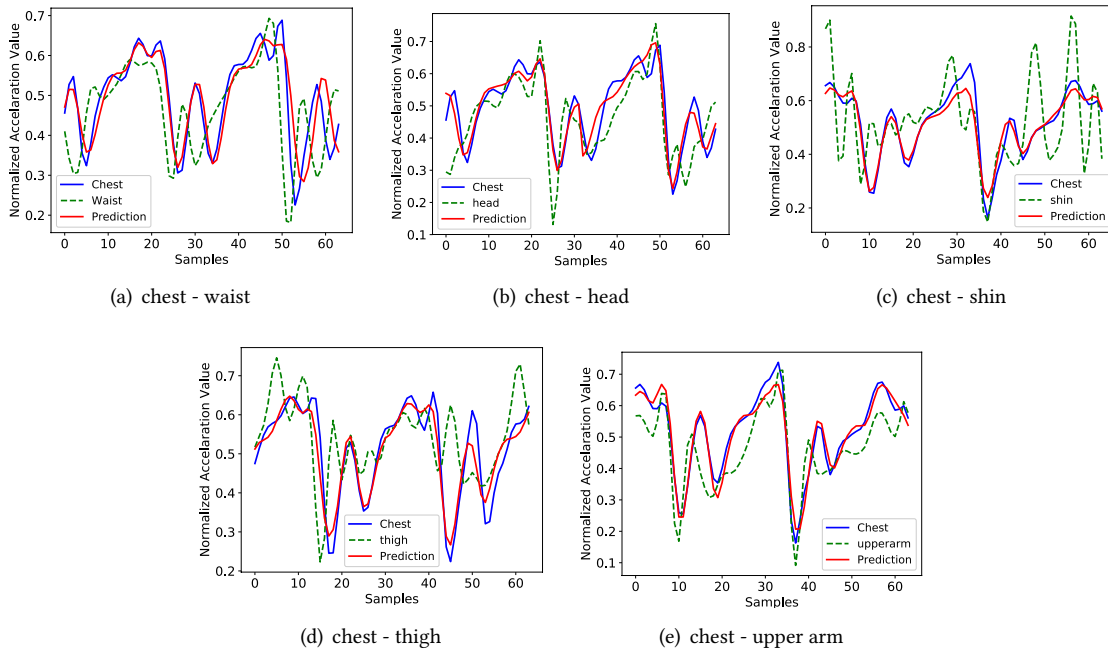 0.7
0.6
0.5
0.4
0.3
0.2
Normalized Accelaration Value
Chest
Waist
Prediction
0 10 20 30 40 50 60
Samples
(a) chest - waist
0.7
0.6
0.5
0.4
0.3
0.2
0.1
Normalized Accelaration Value
Chest
head
Prediction
0 10 20 30 40 50 60
Samples
(b) chest - head
0.8
0.6
0.4
0.2
Normalized Accelaration Value
Chest
shin
Prediction
0 10 20 30 40 50 60
Samples
(c) chest - shin
0.7
0.6
0.5
0.4
0.3
0.2
Normalized Accelaration Value
Chest
thigh
Prediction
0 10 20 30 40 50 60
Samples
(d) chest - thigh
0.7
0.6
0.5
0.4
0.3
0.2
0.1
Normalized Accelaration Value
Chest
upperarm
Prediction
0 10 20 30 40 50 60
Samples
(e) chest - upper arm